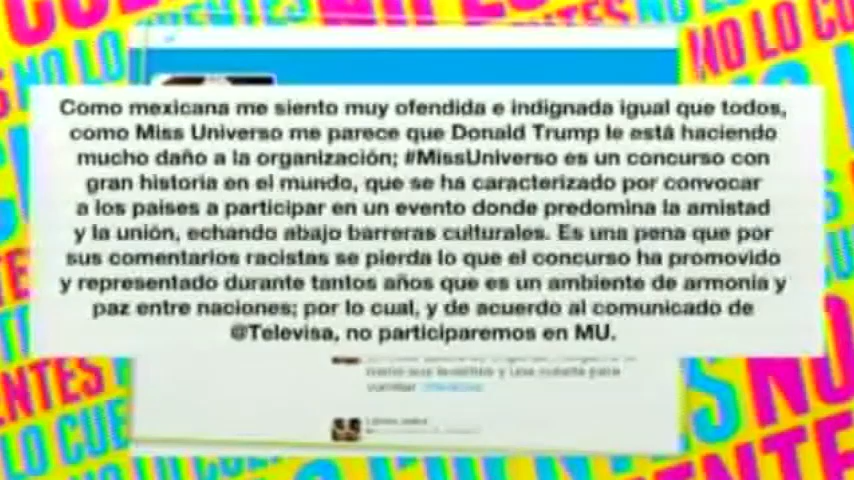 Como mexicana me siento muy ofendida e indignada igual que todos,
como Miss Universo me parece que Donald Trump le está haciendo
mucho daño a la organización; #MissUniverso es un concurso con
gran historia en el mundo, que se ha caracterizado por convocar
a los paises a participar en un evento donde predomina la amistad
y la unión, echando abajo barreras culturales. Es una pena que por
sus comentarios racistas se pierda lo que el concurso ha promovido
y representado durante tantos años que es un ambiente de armonia y
paz entre naciones; por lo cual, y de acuerdo al comunicado de
@Televisa, no participaremos en MU.